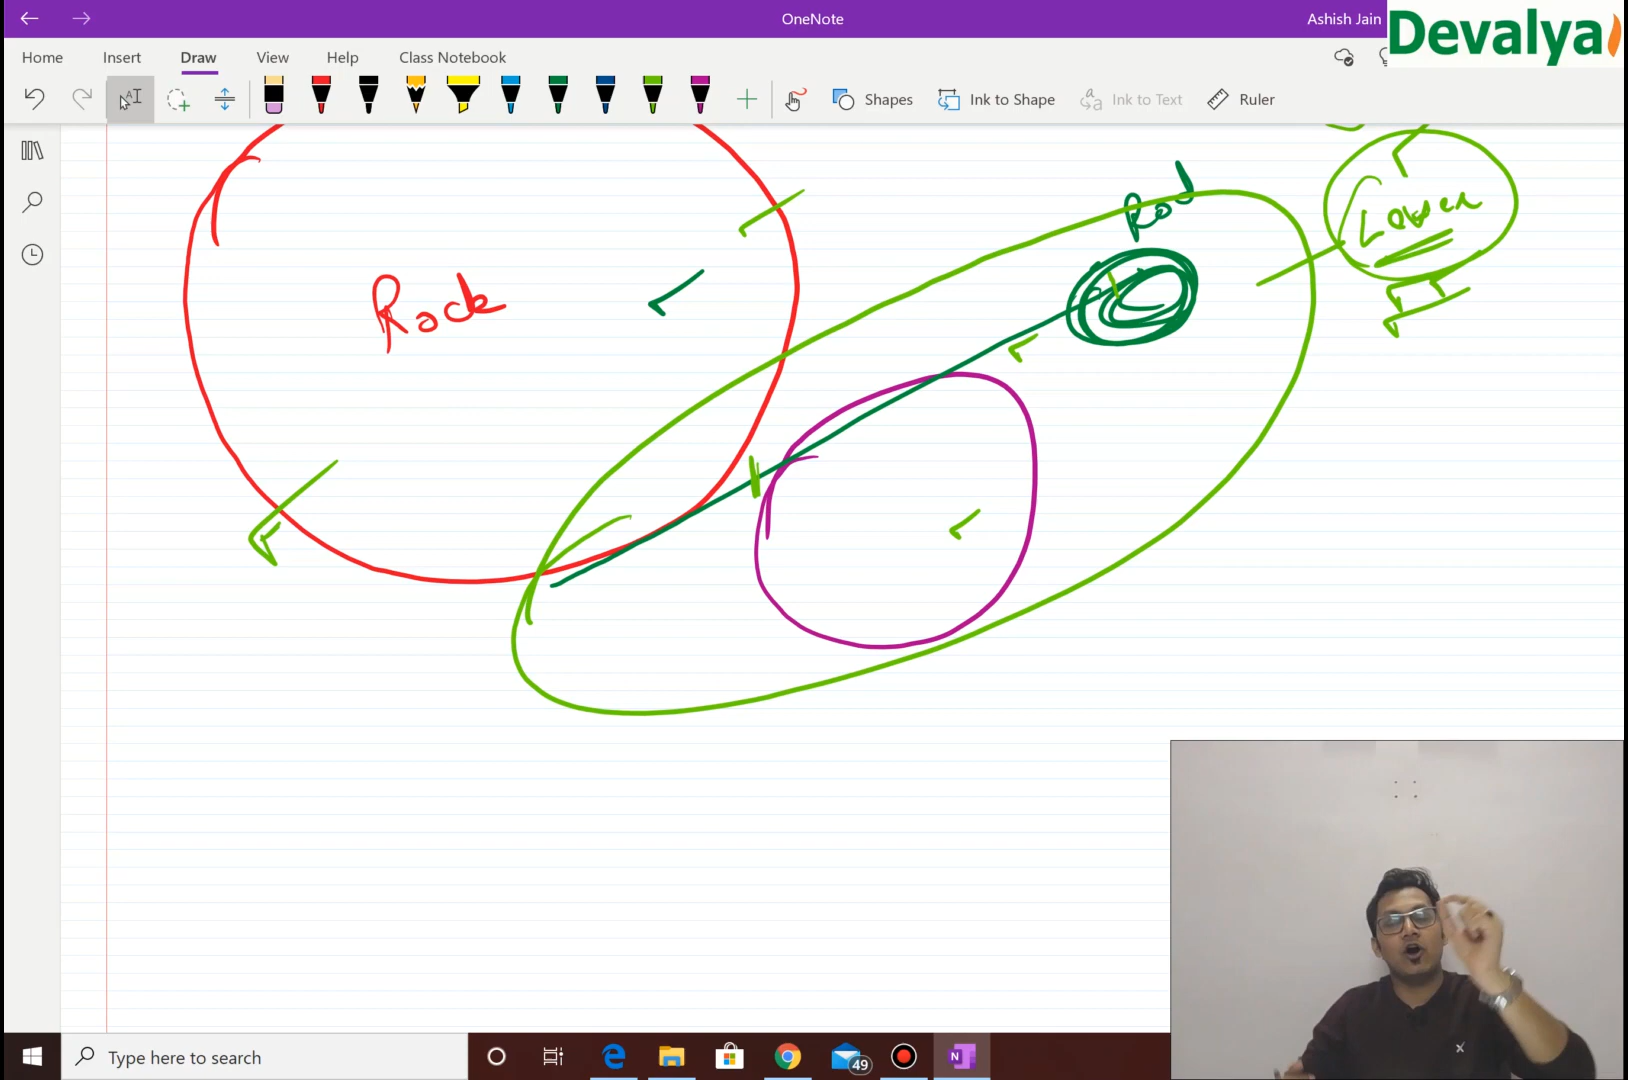 OneNote
Ashish Jain
Devalya
Home Insert Draw View Help Class Notebook
Shapes Ink to Shape Ink to Text Ruler
Rod
Rock
Type here to search
49